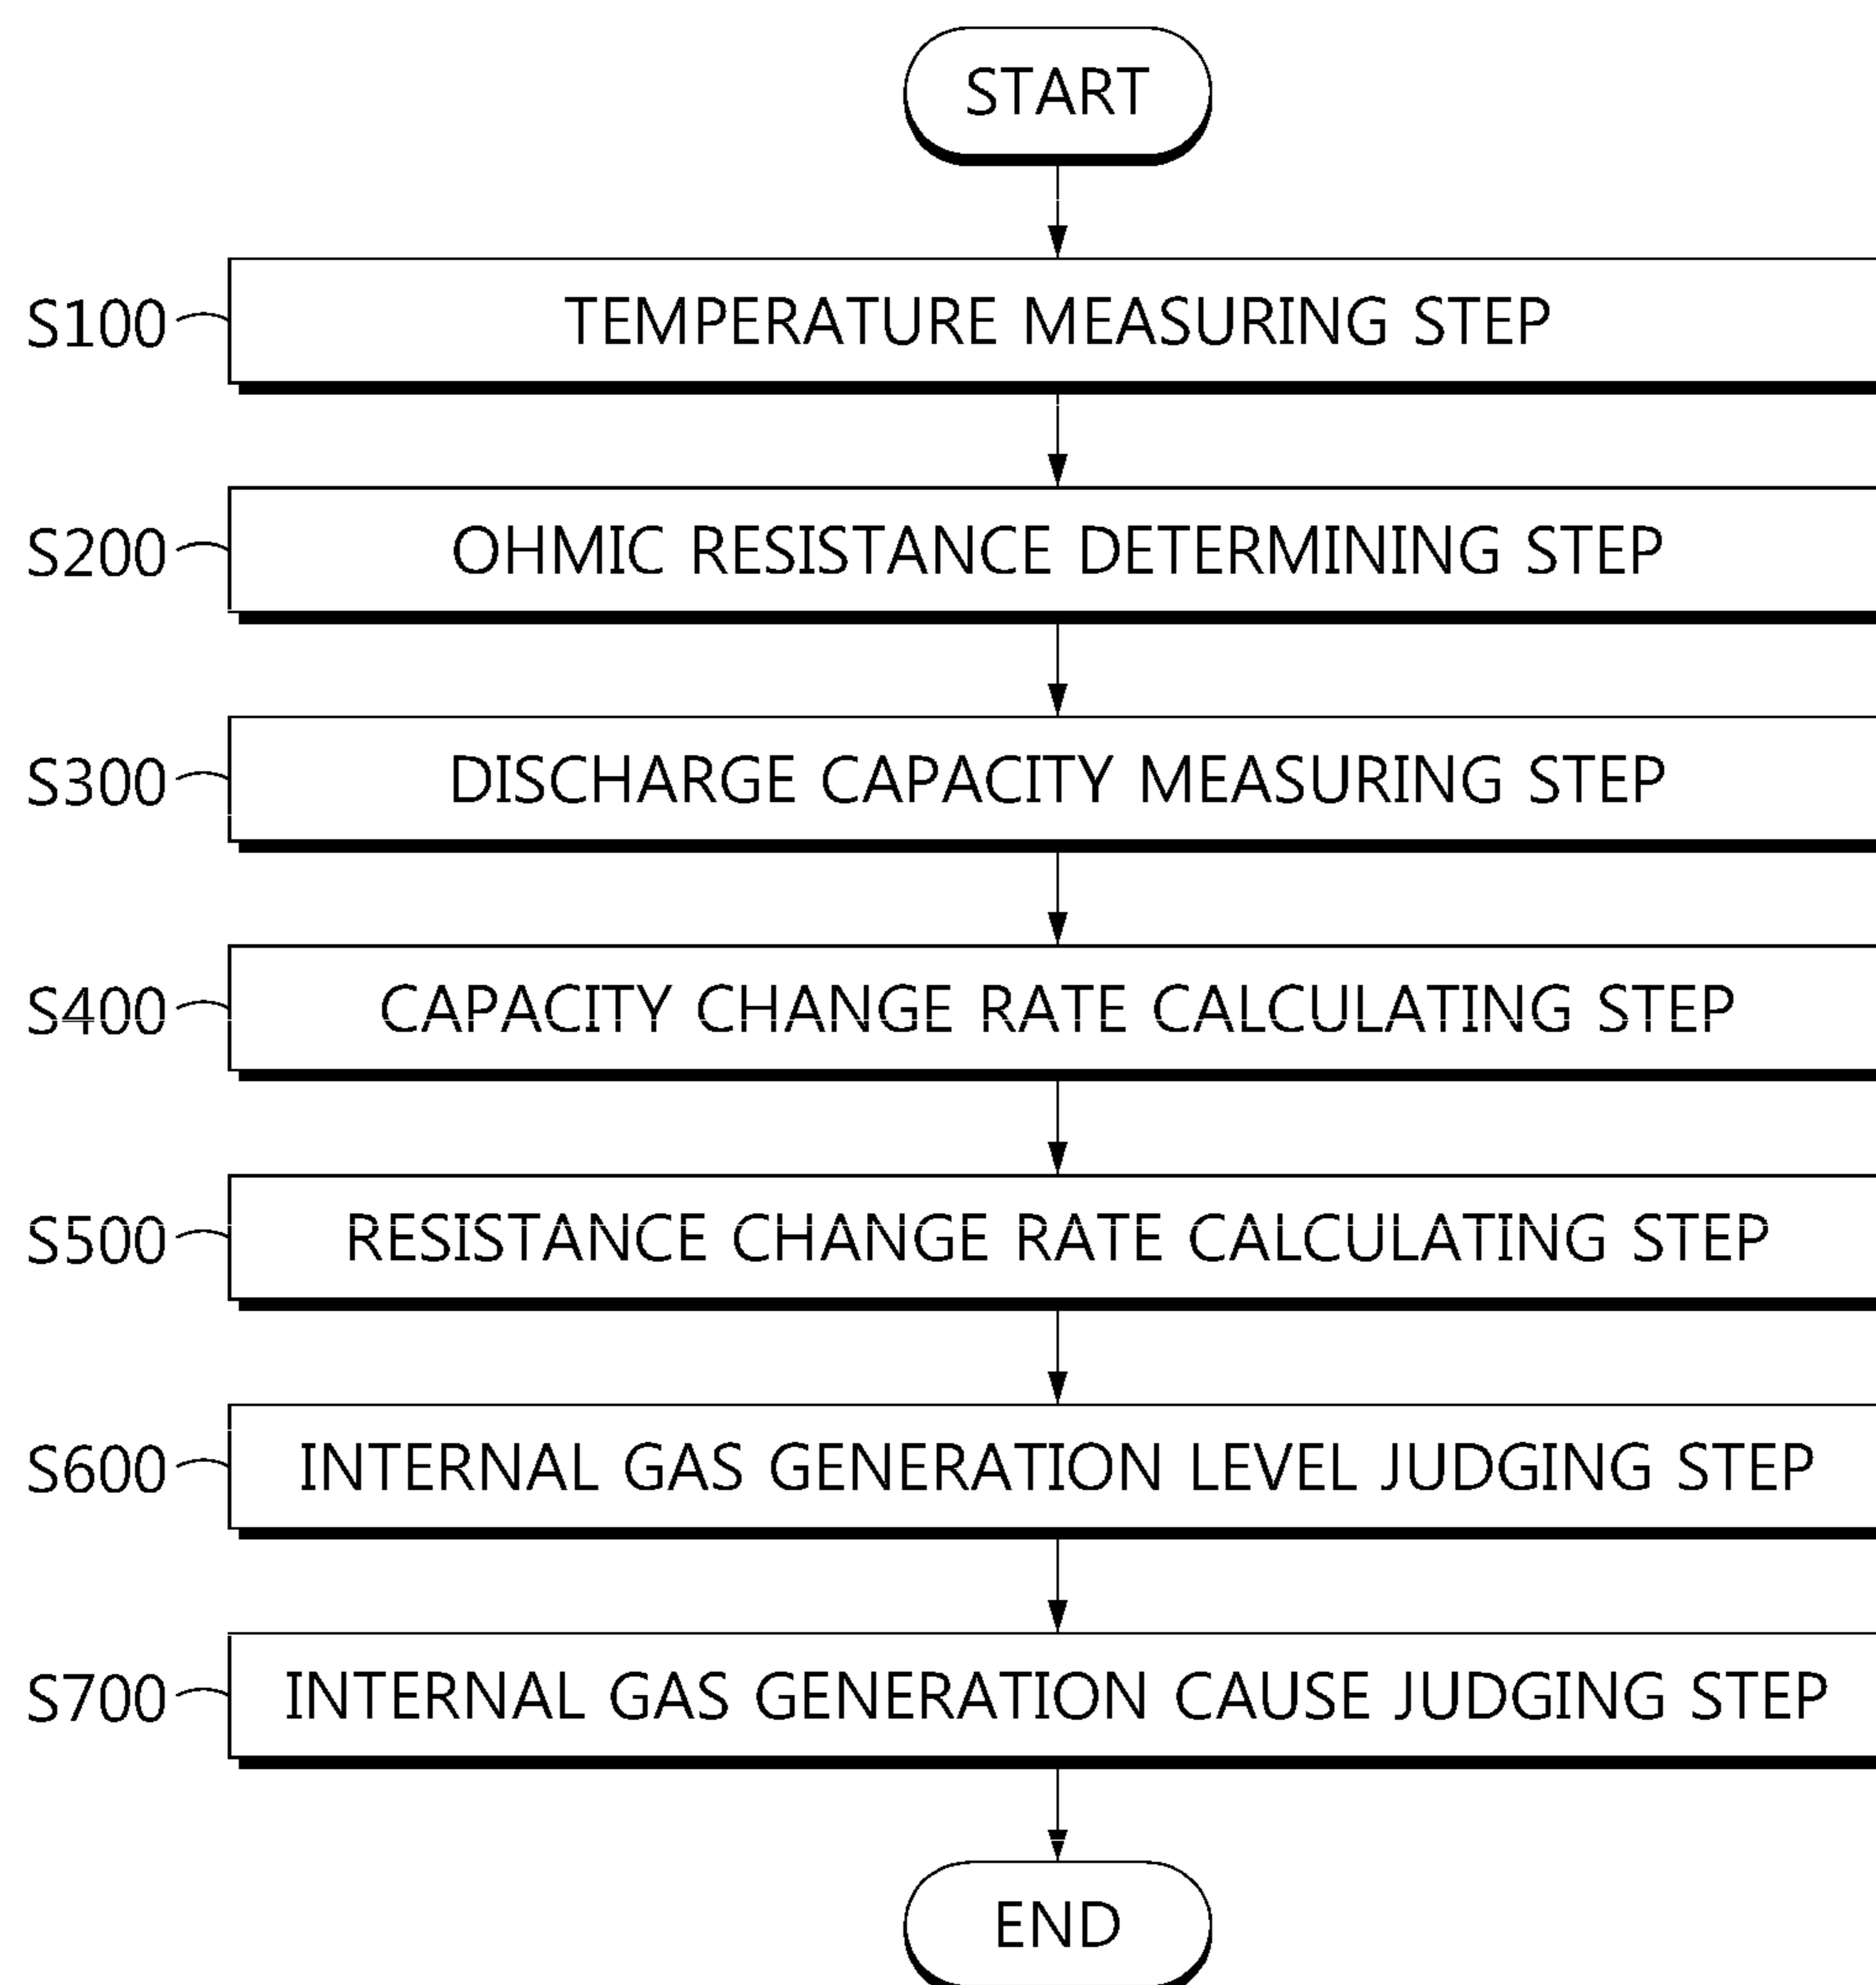 START
S100 TEMPERATURE MEASURING STEP
S200 OHMIC RESISTANCE DETERMINING STEP
S300 DISCHARGE CAPACITY MEASURING STEP
S400 CAPACITY CHANGE RATE CALCULATING STEP
S500 RESISTANCE CHANGE RATE CALCULATING STEP
S600 INTERNAL GAS GENERATION LEVEL JUDGING STEP
S700 INTERNAL GAS GENERATION CAUSE JUDGING STEP
END